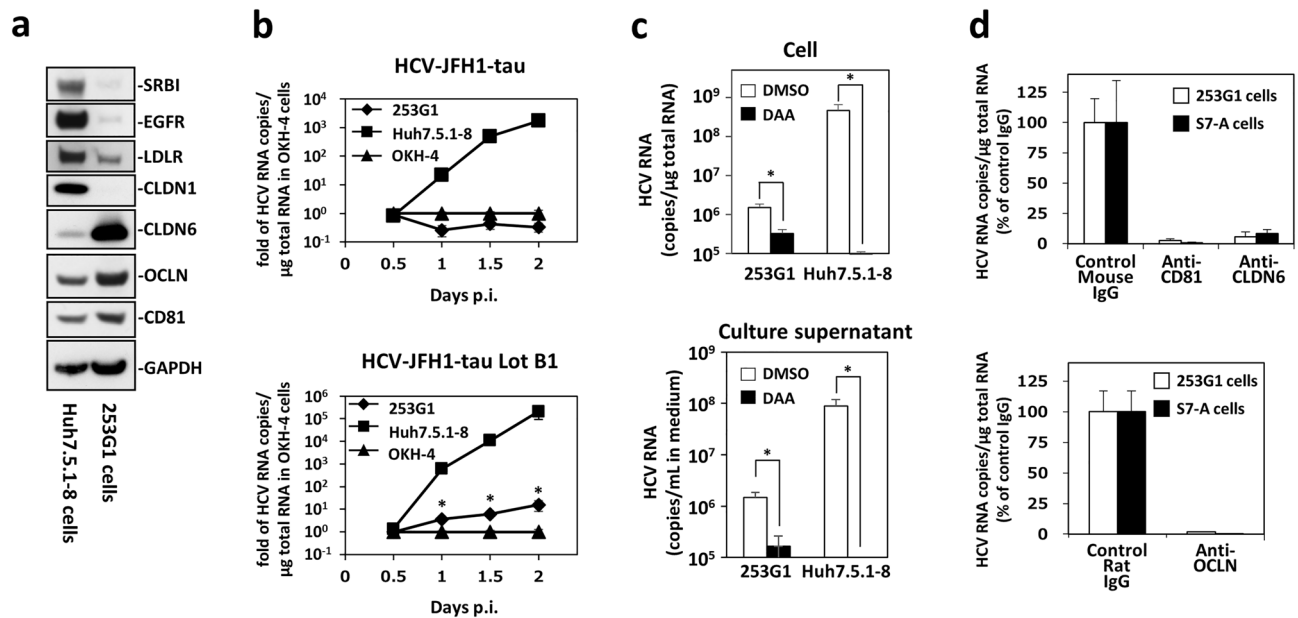 a
-SRBI
-EGFR
-LDLR
-CLDN1
-CLDN6
-OCLN
-CD81
-GAPDH
Huh7.5.1-8 cells
253G1 cells
b
HCV-JFH1-tau
fold of HCV RNA copies/
µg total RNA in OKH-4 cells
10⁴
10³
10²
10¹
10⁰
10⁻¹
253G1
Huh7.5.1-8
OKH-4
0 0.5 1 1.5 2
Days p.i.
HCV-JFH1-tau Lot B1
fold of HCV RNA copies/
µg total RNA in OKH-4 cells
10⁶
10⁵
10⁴
10³
10²
10¹
10⁰
10⁻¹
253G1
Huh7.5.1-8
OKH-4
* * *
0 0.5 1 1.5 2
Days p.i.
c
Cell
HCV RNA
(copies/µg total RNA)
10⁹
10⁸
10⁷
10⁶
10⁵
DMSO
DAA
* *
253G1 Huh7.5.1-8
Culture supernatant
HCV RNA
(copies/mL in medium)
10⁹
10⁸
10⁷
10⁶
10⁵
DMSO
DAA
* *
253G1 Huh7.5.1-8
d
HCV RNA copies/µg total RNA
(% of control IgG)
125
100
75
50
25
0
253G1 cells
S7-A cells
Control
Mouse
IgG
Anti-
CD81
Anti-
CLDN6
HCV RNA copies/µg total RNA
(% of control IgG)
125
100
75
50
25
0
253G1 cells
S7-A cells
Control
Rat
IgG
Anti-
OCLN